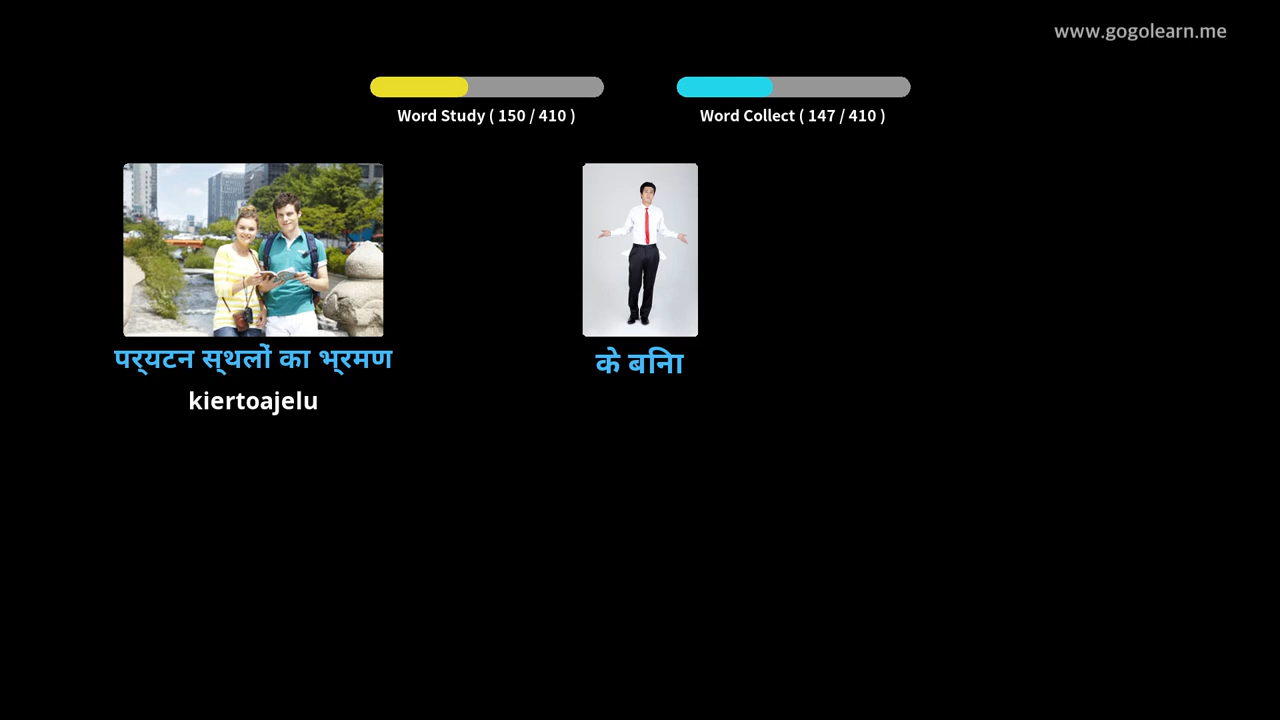 www.gogolearn.me
Word Study ( 150 / 410 )
Word Collect ( 147 / 410 )
पर्यटन स्थलों का भ्रमण
के बिना
kiertoajelu